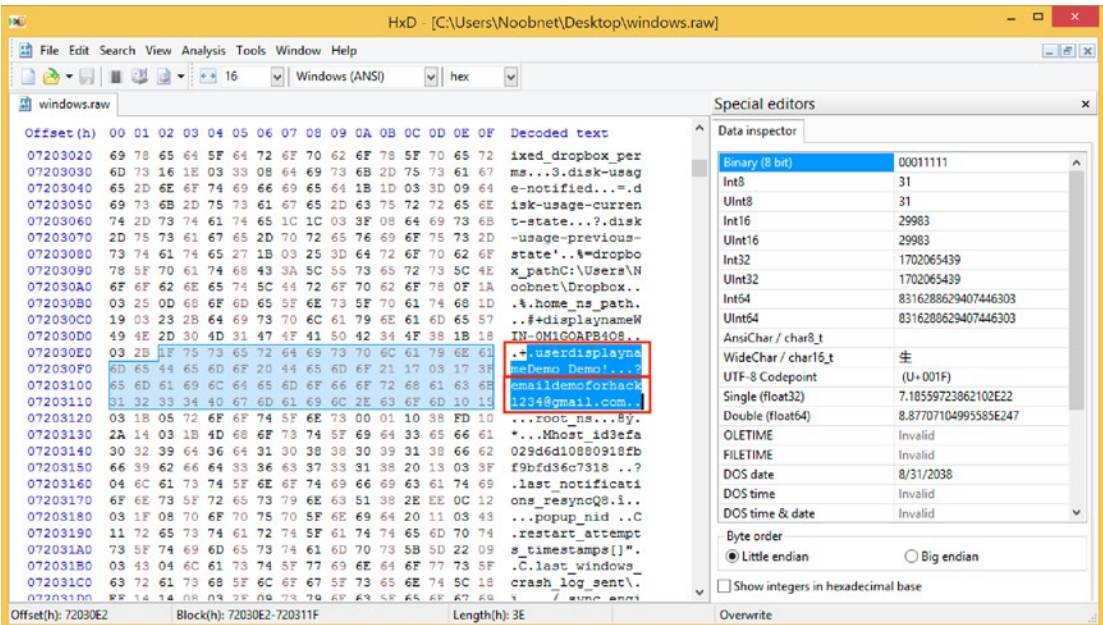 HxD - [C:\Users\Noobnet\Desktop\windows.raw]
File Edit Search View Analysis Tools Window Help
16 Windows (ANSI) hex
windows.raw
Offset(h) 00 01 02 03 04 05 06 07 08 09 0A 0B 0C 0D 0E 0F Decoded text
07203020 69 78 65 64 5F 64 72 6F 70 62 6F 78 5F 70 65 72 ixed_dropbox_per
07203030 6D 73 16 1E 03 33 08 64 69 73 6B 2D 75 73 61 67 ms...3.disk-usag
07203040 65 2D 6E 6F 74 69 66 69 65 64 1B 1D 03 3D 09 64 e-notified...=.d
07203050 69 73 6B 2D 75 73 61 67 65 2D 63 75 72 72 65 6E isk-usage-curren
07203060 74 2D 73 74 61 74 65 1C 1C 03 3F 08 64 69 73 6B t-state...?.disk
07203070 2D 75 73 61 67 65 2D 70 72 65 76 69 6F 75 73 2D -usage-previous-
07203080 73 74 61 74 65 27 1B 03 25 3D 64 72 6F 70 62 6F state'..%=dropbo
07203090 78 5F 70 61 74 68 43 3A 5C 55 73 65 72 73 5C 4E x_pathC:\Users\N
072030A0 6F 6F 62 6E 65 74 5C 44 72 6F 70 62 6F 78 0F 1A oobnet\Dropbox..
072030B0 03 25 0D 68 6F 6D 65 5F 6E 73 5F 70 61 74 68 1D .%.home_ns_path.
072030C0 19 03 23 2B 64 69 73 70 6C 61 79 6E 61 6D 65 57 ..#+displaynameW
072030D0 49 4E 2D 30 4D 31 47 4F 41 50 42 34 4F 38 1B 18 IN-0M1GOAPB4O8..
072030E0 03 2B 1F 75 73 65 72 64 69 73 70 6C 61 79 6E 61 .+.userdisplayna
072030F0 6D 65 44 65 6D 6F 20 44 65 6D 6F 21 17 03 17 3F meDemo Demo!...?
07203100 65 6D 61 69 6C 64 65 6D 6F 66 6F 72 68 61 63 6B emaildemoforhack
07203110 31 32 33 34 40 67 6D 61 69 6C 2E 63 6F 6D 10 15 1234@gmail.com..
07203120 03 1B 05 72 6F 6F 74 5F 6E 73 00 01 10 38 FD 10 ...root_ns...8ý.
07203130 2A 14 03 1B 4D 68 6F 73 74 5F 69 64 33 65 66 61 *...Mhost_id3efa
07203140 30 32 39 64 36 64 31 30 38 38 30 39 31 38 66 62 029d6d10880918fb
07203150 66 39 62 66 64 33 36 63 37 33 31 38 20 13 03 3F f9bfd36c7318 ..?
07203160 04 6C 61 73 74 5F 6E 6F 74 69 66 69 63 61 74 69 .last_notificati
07203170 6F 6E 73 5F 72 65 73 79 6E 63 51 38 2E EE 0C 12 ons_resyncQ8.î..
07203180 03 1F 08 70 6F 70 75 70 5F 6E 69 64 20 11 03 43 ...popup_nid ..C
07203190 11 72 65 73 74 61 72 74 5F 61 74 74 65 6D 70 74 .restart_attempt
072031A0 73 5F 74 69 6D 65 73 74 61 6D 70 73 5B 5D 22 09 s_timestamps[]".
072031B0 03 43 04 6C 61 73 74 5F 77 69 6E 64 6F 77 73 5F .C.last_windows_
072031C0 63 72 61 73 68 5F 6C 6F 67 5F 73 65 6E 74 5C 18 crash_log_sent\.
Special editors
Data inspector
Binary (8 bit) 00011111
Int8 31
UInt8 31
Int16 29983
UInt16 29983
Int32 1702065439
UInt32 1702065439
Int64 8316288629407446303
UInt64 8316288629407446303
AnsiChar / char8_t
WideChar / char16_t 生
UTF-8 Codepoint (U+001F)
Single (float32) 7.18559723862102E22
Double (float64) 8.87707104995585E247
OLETIME Invalid
FILETIME Invalid
DOS date 8/31/2038
DOS time Invalid
DOS time & date Invalid
Byte order
Little endian Big endian
Show integers in hexadecimal base
Offset(h): 72030E2 Block(h): 72030E2-720311F Length(h): 3E Overwrite